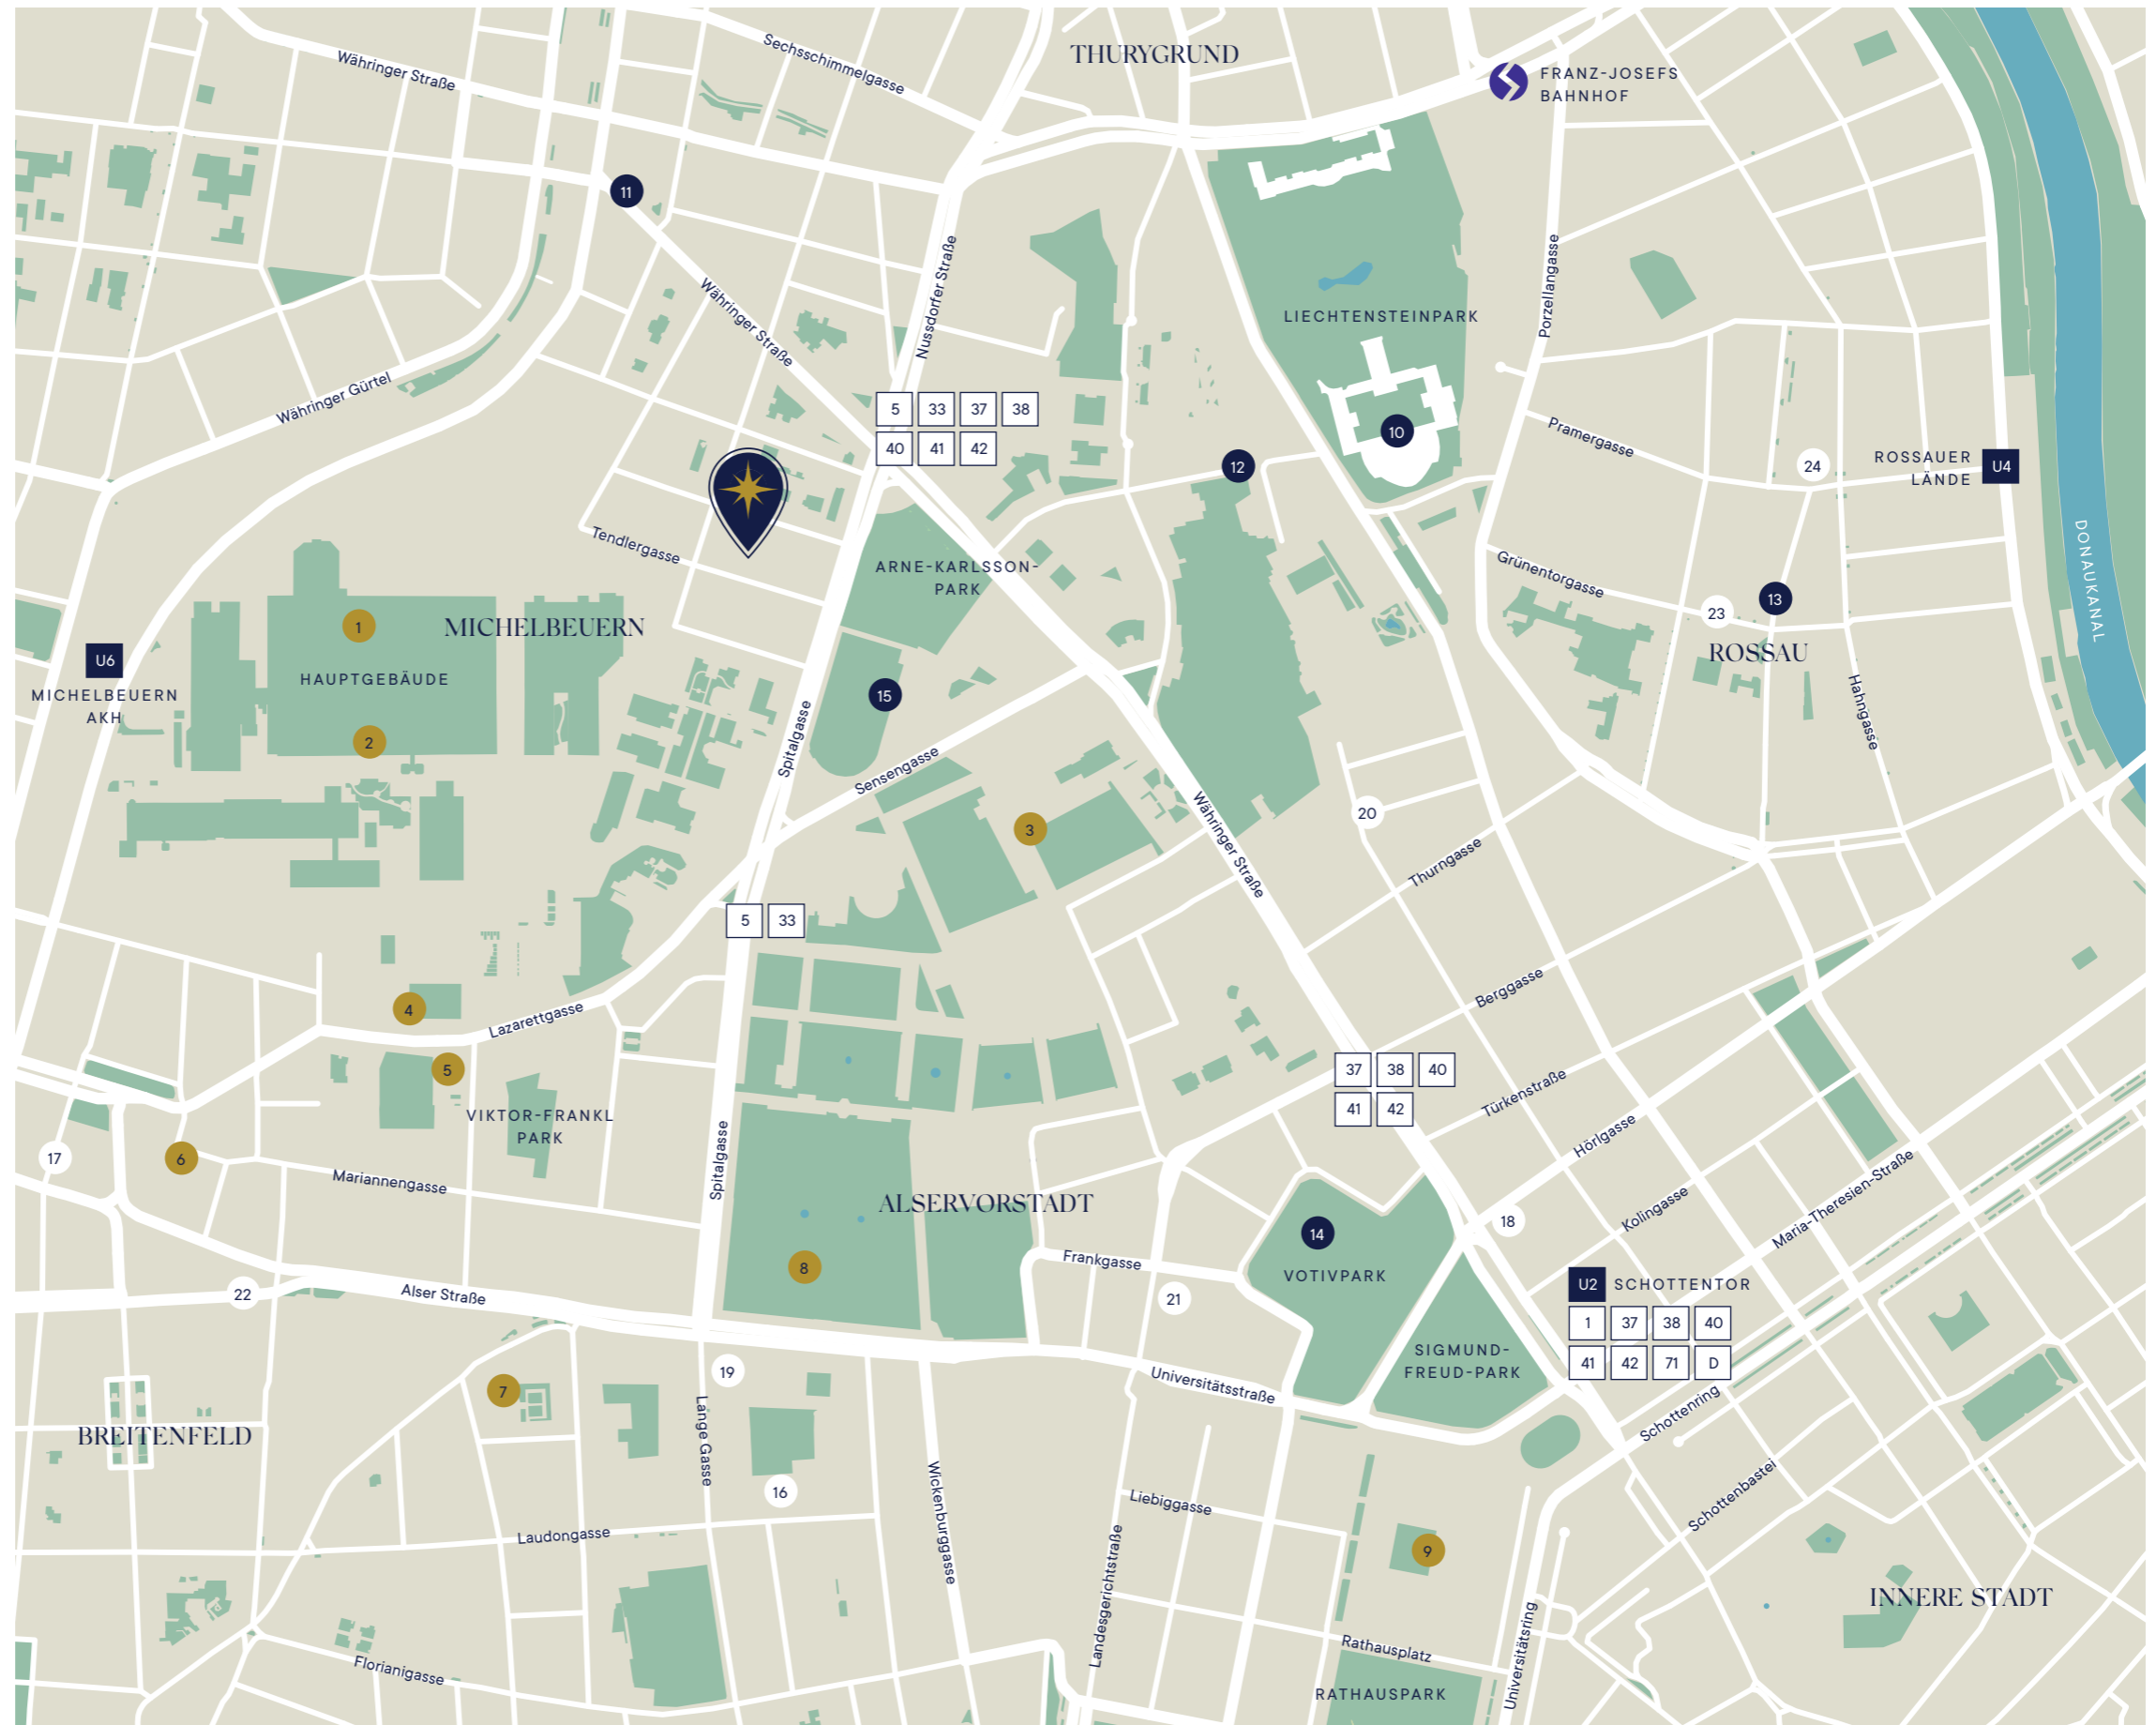 THURYGRUND
Sechsschimmelgasse
Währinger Straße
FRANZ-JOSEFS
BAHNHOF
11
Nussdorfer Straße
Porzellangasse
Währinger Straße
LIECHTENSTEINPARK
Währinger Gürtel
5 33 37 38
40 41 42
10
Pramergasse
12
24
ROSSAUER
LÄNDE
U4
Tendlergasse
ARNE-KARLSSON-
PARK
Grünentorgasse
DONAUKANAL
13
23
1
MICHELBEUERN
ROSSAU
U6
HAUPTGEBÄUDE
MICHELBEUERN
AKH
15
Hahngasse
2
Spitalgasse
Sensengasse
3
20
Währinger Straße
Thurngasse
5 33
4
Lazarettgasse
Berggasse
5
37 38 40
41 42
Türkenstraße
VIKTOR-FRANKL
PARK
Hörlgasse
17
6
Mariannengasse
Spitalgasse
ALSERVORSTADT
Kolingasse
Maria-Theresien-Straße
18
14
VOTIVPARK
8
Frankgasse
22
Alser Straße
21
U2 SCHOTTENTOR
1 37 38 40
41 42 71 D
SIGMUND-
FREUD-PARK
19
7
Universitätsstraße
Schottenring
BREITENFELD
Lange Gasse
16
Wickenburggasse
Liebiggasse
Schottenbastei
Laudongasse
Landesgerichtstraße
9
INNERE STADT
Florianigasse
Rathausplatz
Universitätsring
RATHAUSPARK